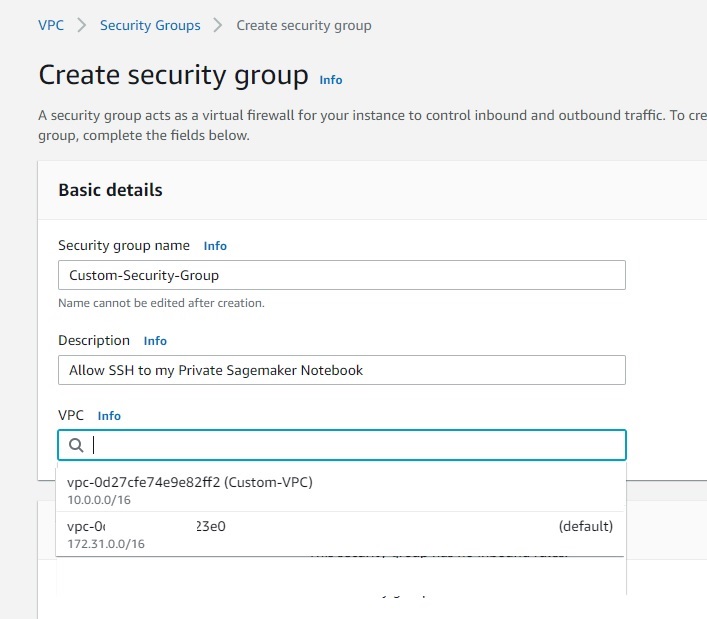 VPC > Security Groups > Create security group
Create security group Info
A security group acts as a virtual firewall for your instance to control inbound and outbound traffic. To cre
group, complete the fields below.
Basic details
Security group name Info
Custom-Security-Group
Name cannot be edited after creation.
Description Info
Allow SSH to my Private Sagemaker Notebook
VPC Info
vpc-0d27cfe74e9e82ff2 (Custom-VPC)
10.0.0.0/16
vpc-0 23e0 (default)
172.31.0.0/16